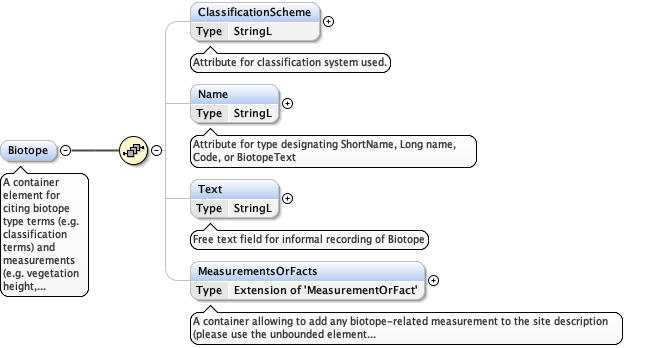 ClassificationScheme
Type StringL
Attribute for classification system used.
Name
Type StringL
Attribute for type designating ShortName, Long name,
Code, or BiotopeText
Biotope
A container
element for
citing biotope
type terms (e.g.
classification
terms) and
measurements
(e.g. vegetation
height,...
Text
Type StringL
Free text field for informal recording of Biotope
MeasurementsOrFacts
Type Extension of 'MeasurementOrFact'
A container allowing to add any biotope-related measurement to the site description
(please use the unbounded element...